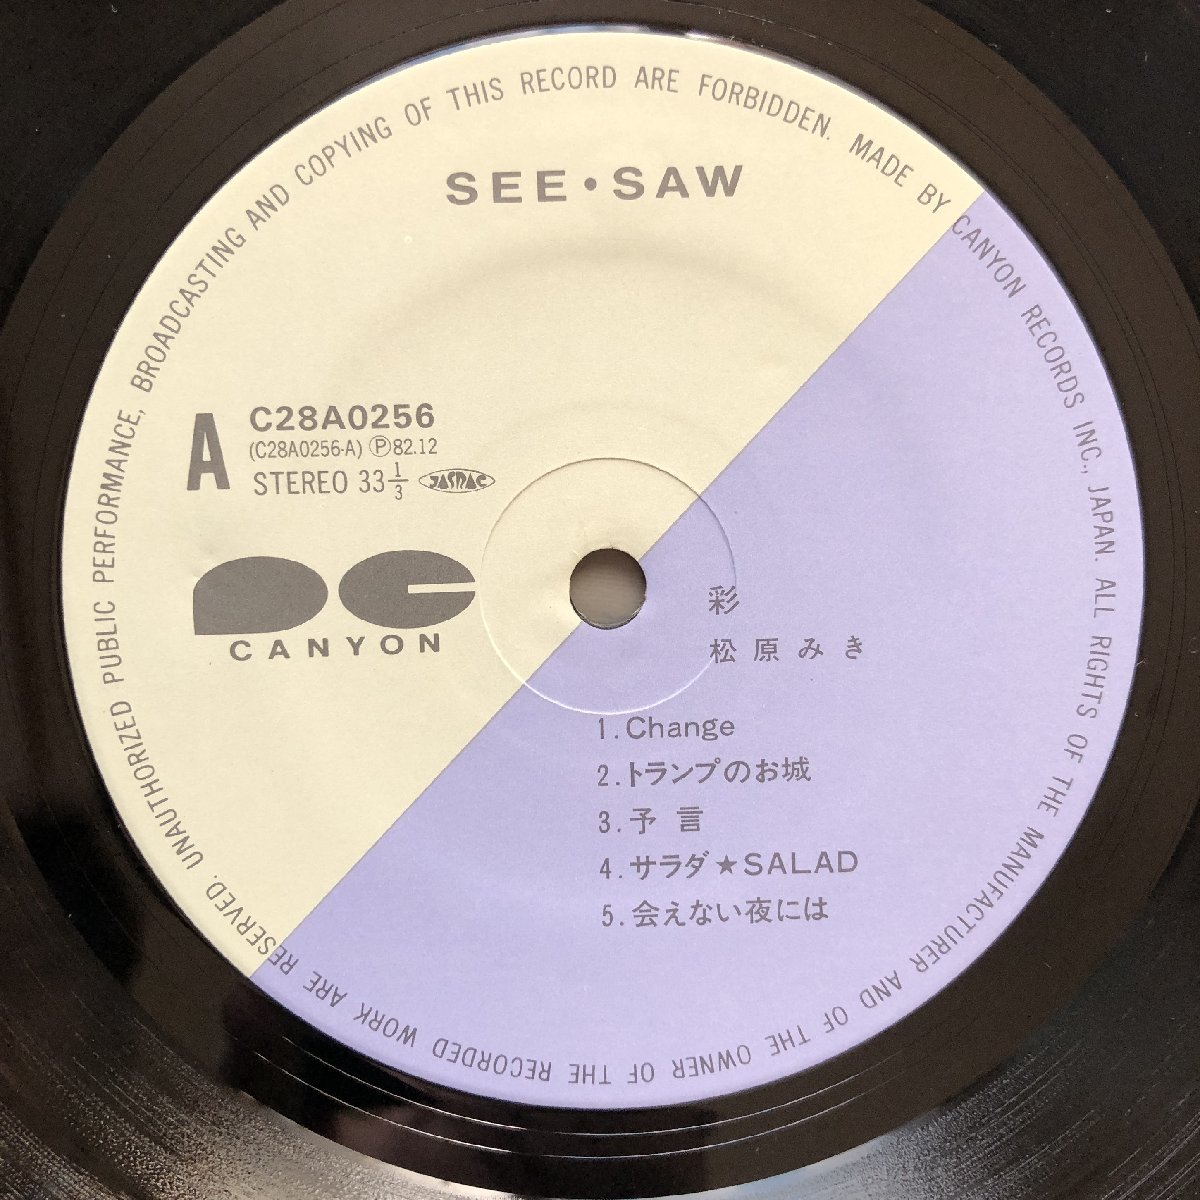 UNAUTHORIZED PUBLIC PERFORMANCE, BROADCASTING AND COPYING OF THIS RECORD ARE FORBIDDEN. MADE BY CANYON RECORDS INC., JAPAN. ALL RIGHTS OF THE MANUFACTURER AND OF THE OWNER OF THE RECORDED WORK ARE RESERVED.
SEE・SAW
A
C28A0256
(C28A0256-A) Ⓟ82.12
STEREO 33 1/3 JASRAC
CANYON
彩
松原みき
1. Change
2. トランプのお城
3. 予言
4. サラダ★SALAD
5. 会えない夜には